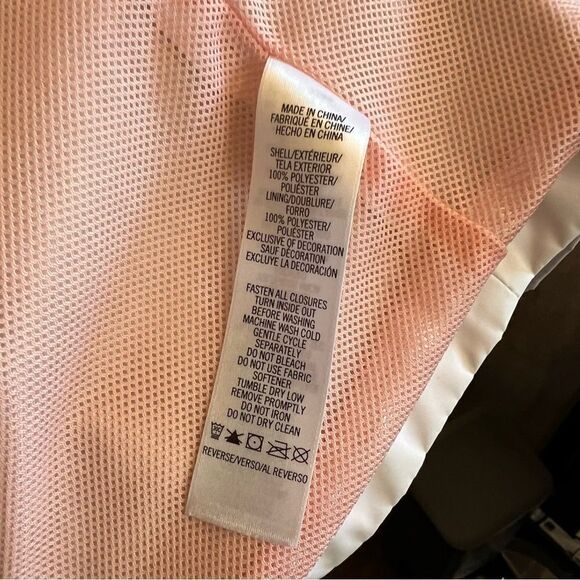 MADE IN CHINA/
FABRIQUÉ EN CHINE/
HECHO EN CHINA
SHELL/EXTÉRIEUR/
TELA EXTERIOR
100% POLYESTER/
POLIÉSTER
LINING/DOUBLURE/
FORRO
100% POLYESTER/
POLIÉSTER
EXCLUSIVE OF DECORATION
SAUF DÉCORATION
EXCLUYE LA DECORACIÓN
FASTEN ALL CLOSURES
TURN INSIDE OUT
BEFORE WASHING
MACHINE WASH COLD
GENTLE CYCLE
SEPARATELY
DO NOT BLEACH
DO NOT USE FABRIC
SOFTENER
TUMBLE DRY LOW
REMOVE PROMPTLY
DO NOT IRON
DO NOT DRY CLEAN
REVERSE/VERSO/AL REVERSO